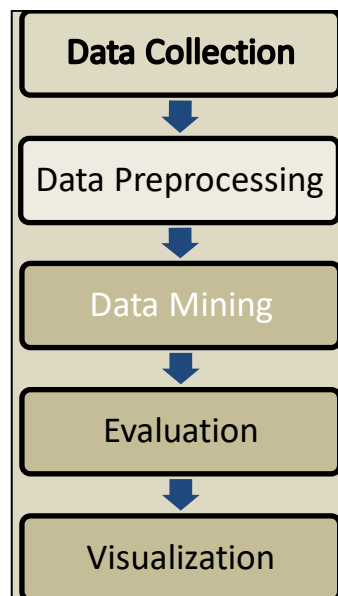 Data Collection
Data Preprocessing
Data Mining
Evaluation
Visualization